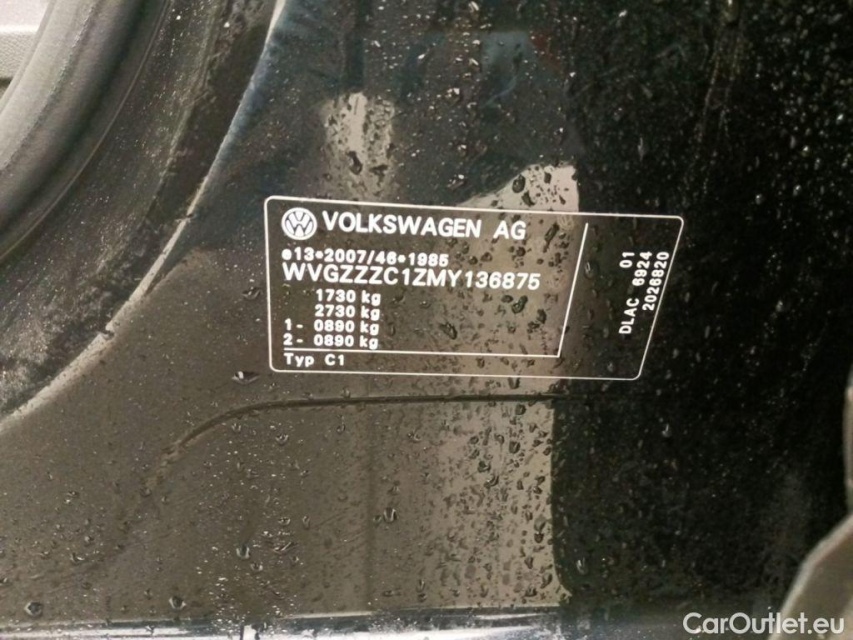 VOLKSWAGEN AG
e13*2007/46*1985
WVGZZZC1ZMY136875
1730 kg
2730 kg
1- 0890 kg
2- 0890 kg
Typ C1
01
DLAC 6924
2026820
CarOutlet.eu